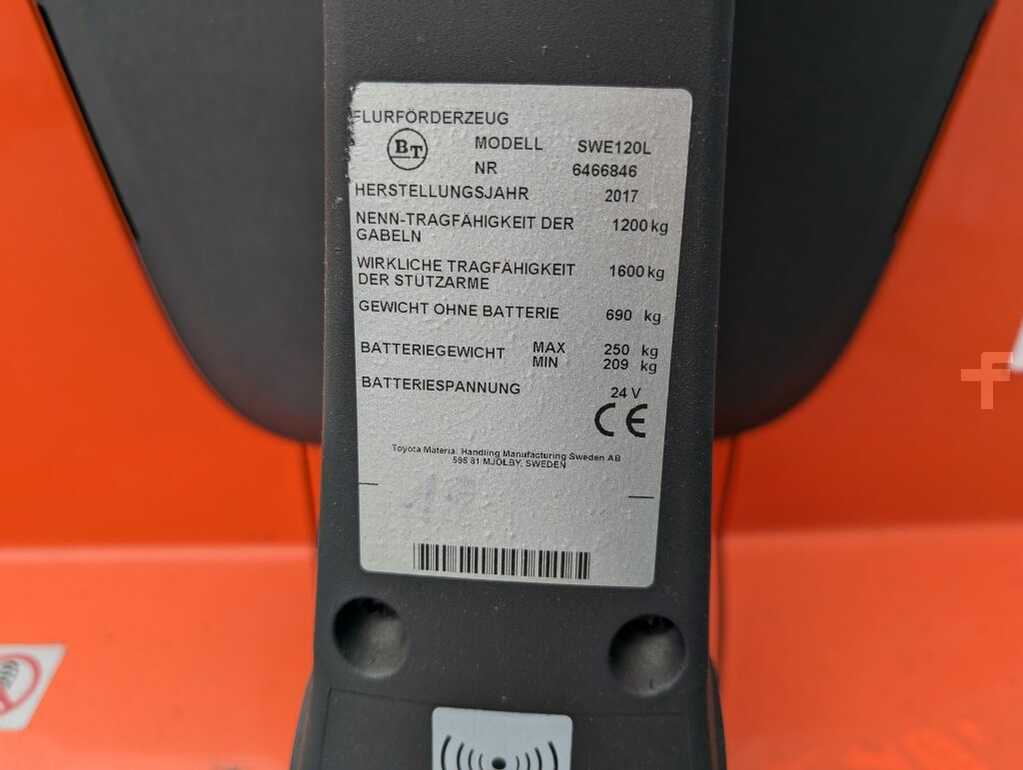 FLURFÖRDERZEUG
BT
MODELL SWE120L
NR 6466846
HERSTELLUNGSJAHR 2017
NENN-TRAGFÄHIGKEIT DER 1200 kg
GABELN
WIRKLICHE TRAGFÄHIGKEIT 1600 kg
DER STÜTZARME
GEWICHT OHNE BATTERIE 690 kg
BATTERIEGEWICHT MAX 250 kg
MIN 209 kg
BATTERIESPANNUNG 24 V
CE
Toyota Material Handling Manufacturing Sweden AB
595 81 MJÖLBY, SWEDEN
f